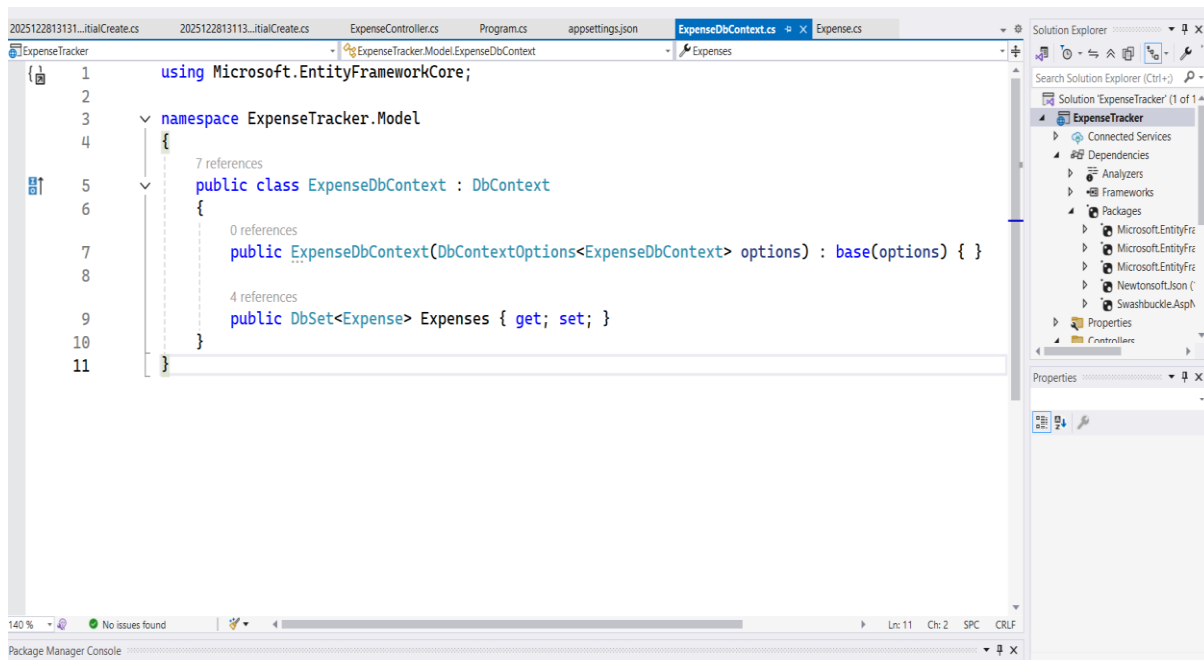 2025122813131...itialCreate.cs 2025122813113...itialCreate.cs ExpenseController.cs Program.cs appsettings.json ExpenseDbContext.cs Expense.cs
ExpenseTracker ExpenseTracker.Model.ExpenseDbContext Expenses
1 using Microsoft.EntityFrameworkCore;
2
3 namespace ExpenseTracker.Model
4 {
7 references
5 public class ExpenseDbContext : DbContext
6 {
0 references
7 public ExpenseDbContext(DbContextOptions<ExpenseDbContext> options) : base(options) { }
8
4 references
9 public DbSet<Expense> Expenses { get; set; }
10 }
11 }
140 % No issues found Ln: 11 Ch: 2 SPC CRLF
Package Manager Console
Solution Explorer
Search Solution Explorer (Ctrl+;)
Solution 'ExpenseTracker' (1 of 1
ExpenseTracker
Connected Services
Dependencies
Analyzers
Frameworks
Packages
Microsoft.EntityFra
Microsoft.EntityFra
Microsoft.EntityFra
Newtonsoft.Json (
Swashbuckle.AspN
Properties
Controllers
Properties